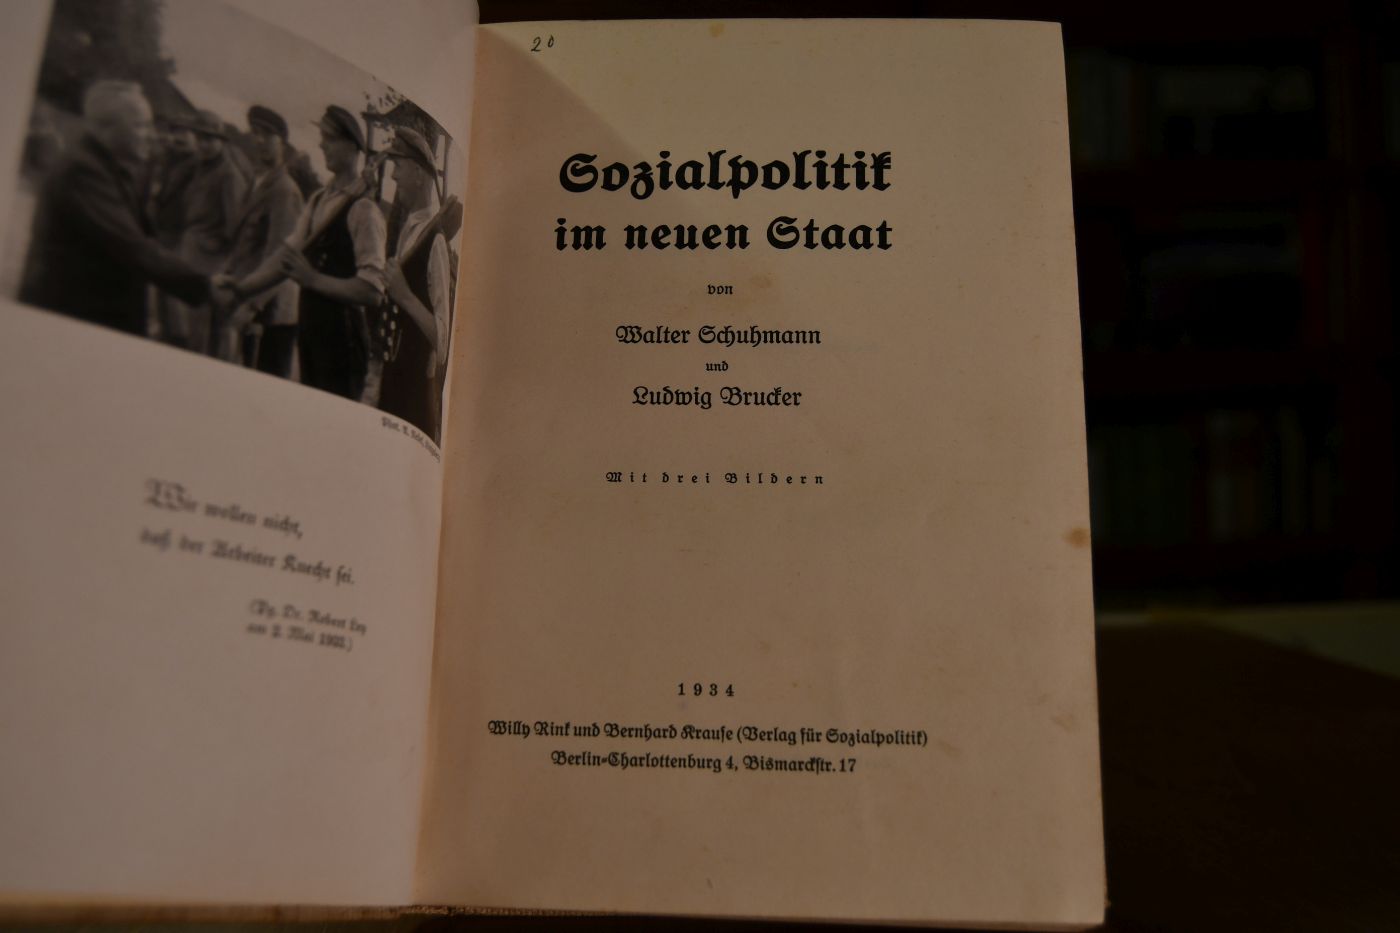 Wir wollen nicht,
daß der Arbeiter Knecht sei.
(Pg. Dr. Robert Ley
am 2. Mai 1933.)
20
Sozialpolitik
im neuen Staat
von
Walter Schuhmann
und
Ludwig Brucker
Mit drei Bildern
1934
Willy Rink und Bernhard Krause (Verlag für Sozialpolitik)
Berlin-Charlottenburg 4, Bismarckstr. 17